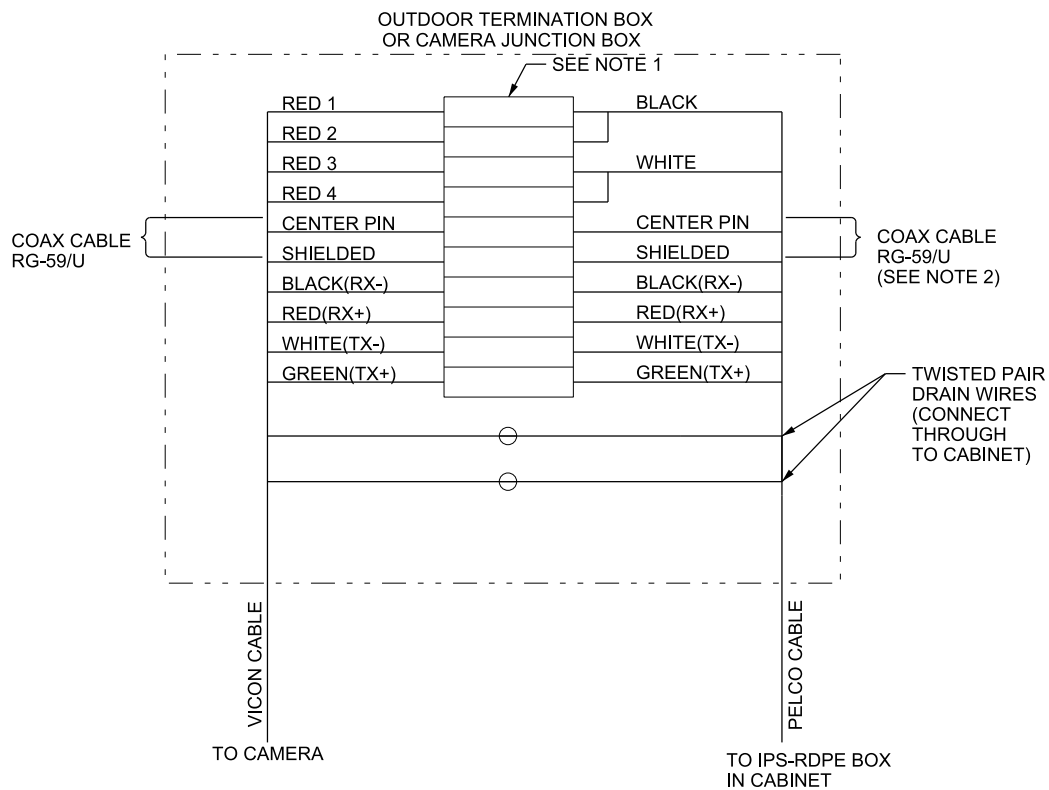 OUTDOOR TERMINATION BOX
OR CAMERA JUNCTION BOX
SEE NOTE 1
RED 1
BLACK
RED 2
RED 3
WHITE
RED 4
CENTER PIN
CENTER PIN
SHIELDED
SHIELDED
COAX CABLE
RG-59/U
COAX CABLE
RG-59/U
(SEE NOTE 2)
BLACK(RX-)
BLACK(RX-)
RED(RX+)
RED(RX+)
WHITE(TX-)
WHITE(TX-)
GREEN(TX+)
GREEN(TX+)
TWISTED PAIR
DRAIN WIRES
(CONNECT
THROUGH
TO CABINET)
VICON CABLE
PELCO CABLE
TO CAMERA
TO IPS-RDPE BOX
IN CABINET